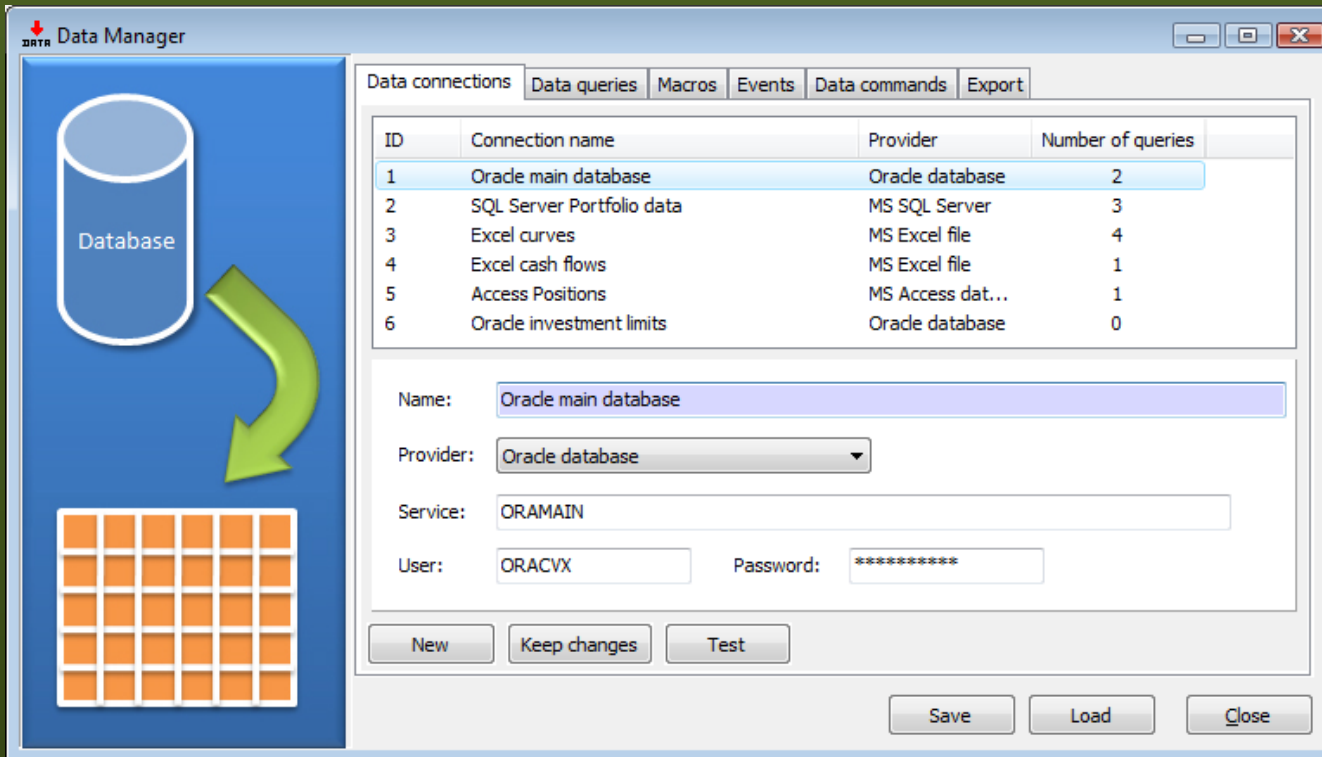 DATA Data Manager
Data connections Data queries Macros Events Data commands Export
ID Connection name Provider Number of queries
1 Oracle main database Oracle database 2
2 SQL Server Portfolio data MS SQL Server 3
3 Excel curves MS Excel file 4
4 Excel cash flows MS Excel file 1
5 Access Positions MS Access dat... 1
6 Oracle investment limits Oracle database 0
Database
Name: Oracle main database
Provider: Oracle database
Service: ORAMAIN
User: ORACVX Password: **********
New Keep changes Test
Save Load Close